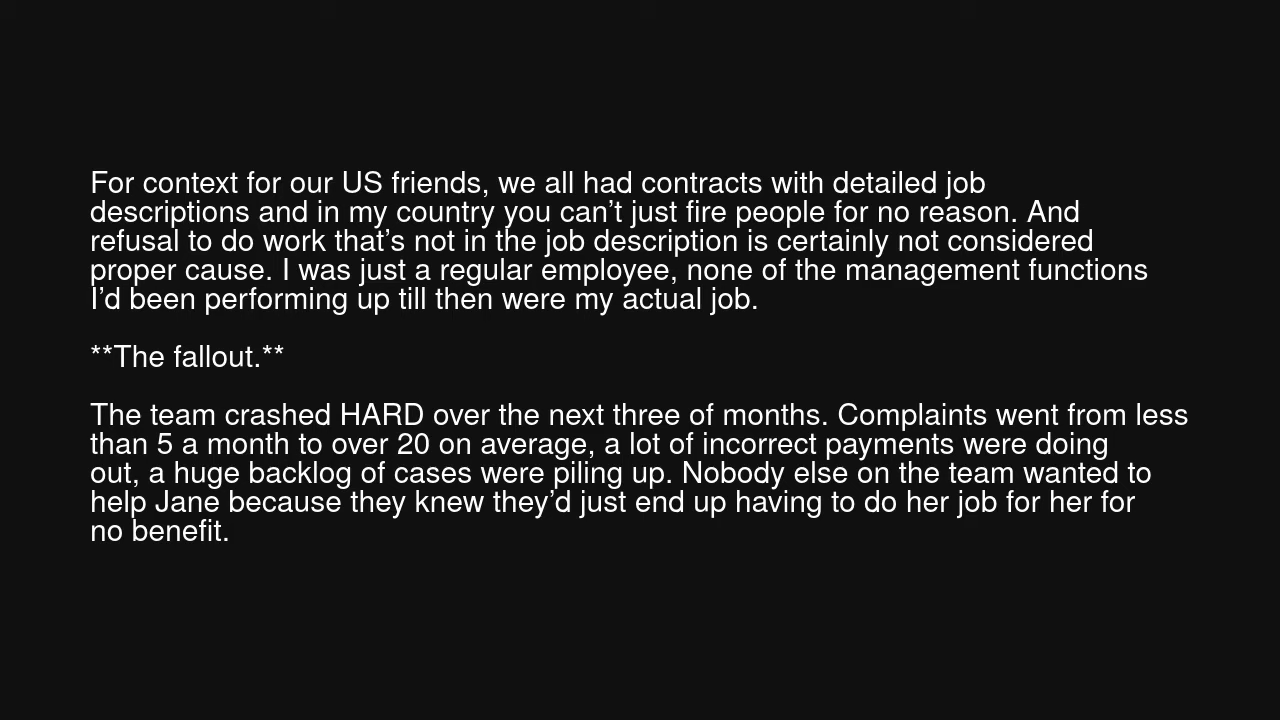 For context for our US friends, we all had contracts with detailed job
descriptions and in my country you can’t just fire people for no reason. And
refusal to do work that’s not in the job description is certainly not considered
proper cause. I was just a regular employee, none of the management functions
I’d been performing up till then were my actual job.
**The fallout.**
The team crashed HARD over the next three of months. Complaints went from less
than 5 a month to over 20 on average, a lot of incorrect payments were doing
out, a huge backlog of cases were piling up. Nobody else on the team wanted to
help Jane because they knew they’d just end up having to do her job for her for
no benefit.